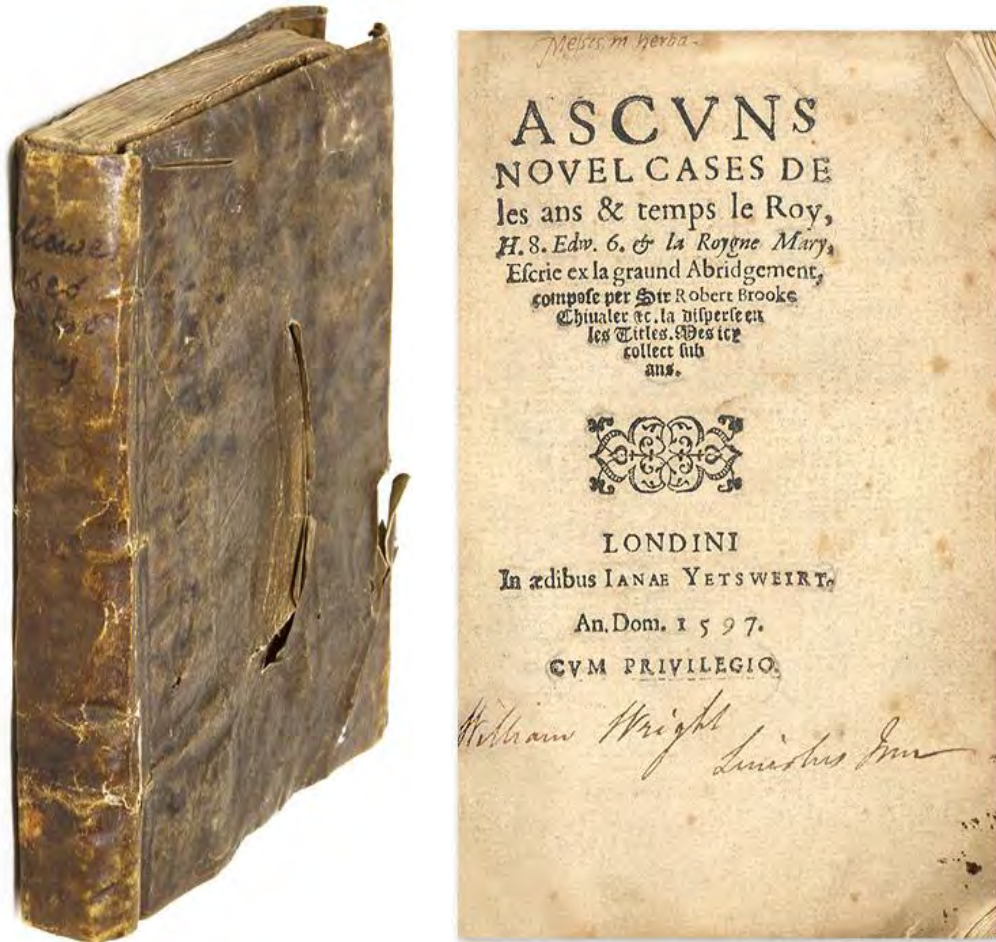 Messis in herba.
ASCVNS
NOVEL CASES DE
les ans & temps le Roy,
H. 8. Edw. 6. & la Roygne Mary,
Eſcrie ex la graund Abridgement,
compoſe per Sir Robert Brooke
Chiualer &c. la diſperſe en
les Titles. Mes icy
collect ſub
ans.
LONDINI
In ædibus IANAE YETSWEIRT.
An. Dom. 1597.
CVM PRIVILEGIO.
William Wright
Lincolns Inn